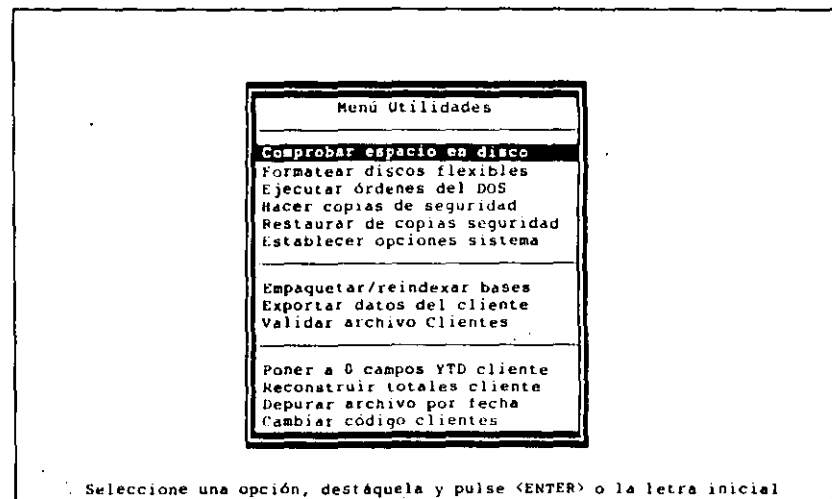 Menú Utilidades
Comprobar espacio en disco
Formatear discos flexibles
Ejecutar órdenes del DOS
Hacer copias de seguridad
Restaurar de copias seguridad
Establecer opciones sistema
Empaquetar/reindexar bases
Exportar datos del cliente
Validar archivo Clientes
Poner a 0 campos YTD cliente
Reconstruir totales cliente
Depurar archivo por fecha
Cambiar código clientes
Seleccione una opción, destáquela y pulse <ENTER> o la letra inicial